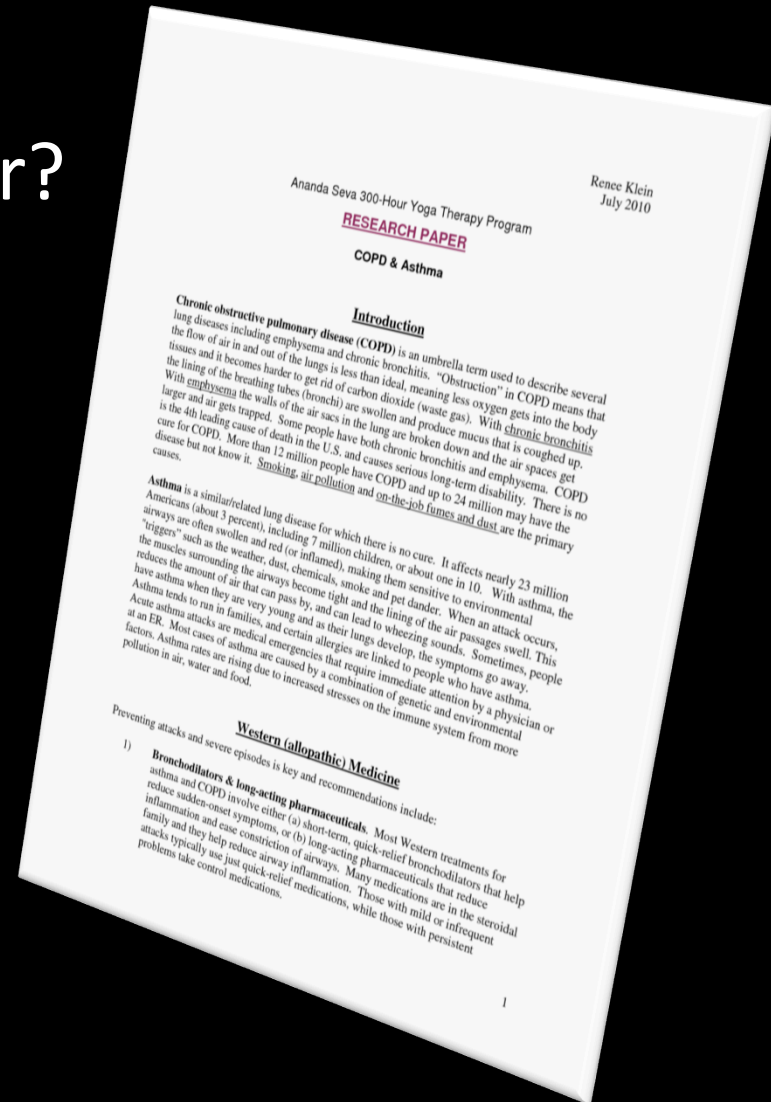 r?
Renee Klein
July 2010
Ananda Seva 300-Hour Yoga Therapy Program
RESEARCH PAPER
COPD & Asthma
Introduction
Chronic obstructive pulmonary disease (COPD) is an umbrella term used to describe several
lung diseases including emphysema and chronic bronchitis. “Obstruction” in COPD means that
the flow of air in and out of the lungs is less than ideal, meaning less oxygen gets into the body
tissues and it becomes harder to get rid of carbon dioxide (waste gas). With chronic bronchitis
the lining of the breathing tubes (bronchi) are swollen and produce mucus that is coughed up.
With emphysema the walls of the air sacs in the lung are broken down and the air spaces get
larger and air gets trapped. Some people have both chronic bronchitis and emphysema. COPD
is the 4th leading cause of death in the U.S. and causes serious long-term disability. There is no
cure for COPD. More than 12 million people have COPD and up to 24 million may have the
disease but not know it. Smoking, air pollution and on-the-job fumes and dust are the primary
causes.
Asthma is a similar/related lung disease for which there is no cure. It affects nearly 23 million
Americans (about 3 percent), including 7 million children, or about one in 10. With asthma, the
airways are often swollen and red (or inflamed), making them sensitive to environmental
“triggers” such as the weather, dust, chemicals, smoke and pet dander. When an attack occurs,
the muscles surrounding the airways become tight and the lining of the air passages swell. This
reduces the amount of air that can pass by, and can lead to wheezing sounds. Sometimes, people
have asthma when they are very young and as their lungs develop, the symptoms go away.
Asthma tends to run in families, and certain allergies are linked to people who have asthma.
Acute asthma attacks are medical emergencies that require immediate attention by a physician or
at an ER. Most cases of asthma are caused by a combination of genetic and environmental
factors. Asthma rates are rising due to increased stresses on the immune system from more
pollution in air, water and food.
Western (allopathic) Medicine
Preventing attacks and severe episodes is key and recommendations include:
1) Bronchodilators & long-acting pharmaceuticals. Most Western treatments for
asthma and COPD involve either (a) short-term, quick-relief bronchodilators that help
reduce sudden-onset symptoms, or (b) long-acting pharmaceuticals that reduce
inflammation and ease constriction of airways. Many medications are in the steroidal
family and they help reduce airway inflammation. Those with mild or infrequent
attacks typically use just quick-relief medications, while those with persistent
problems take control medications.
1